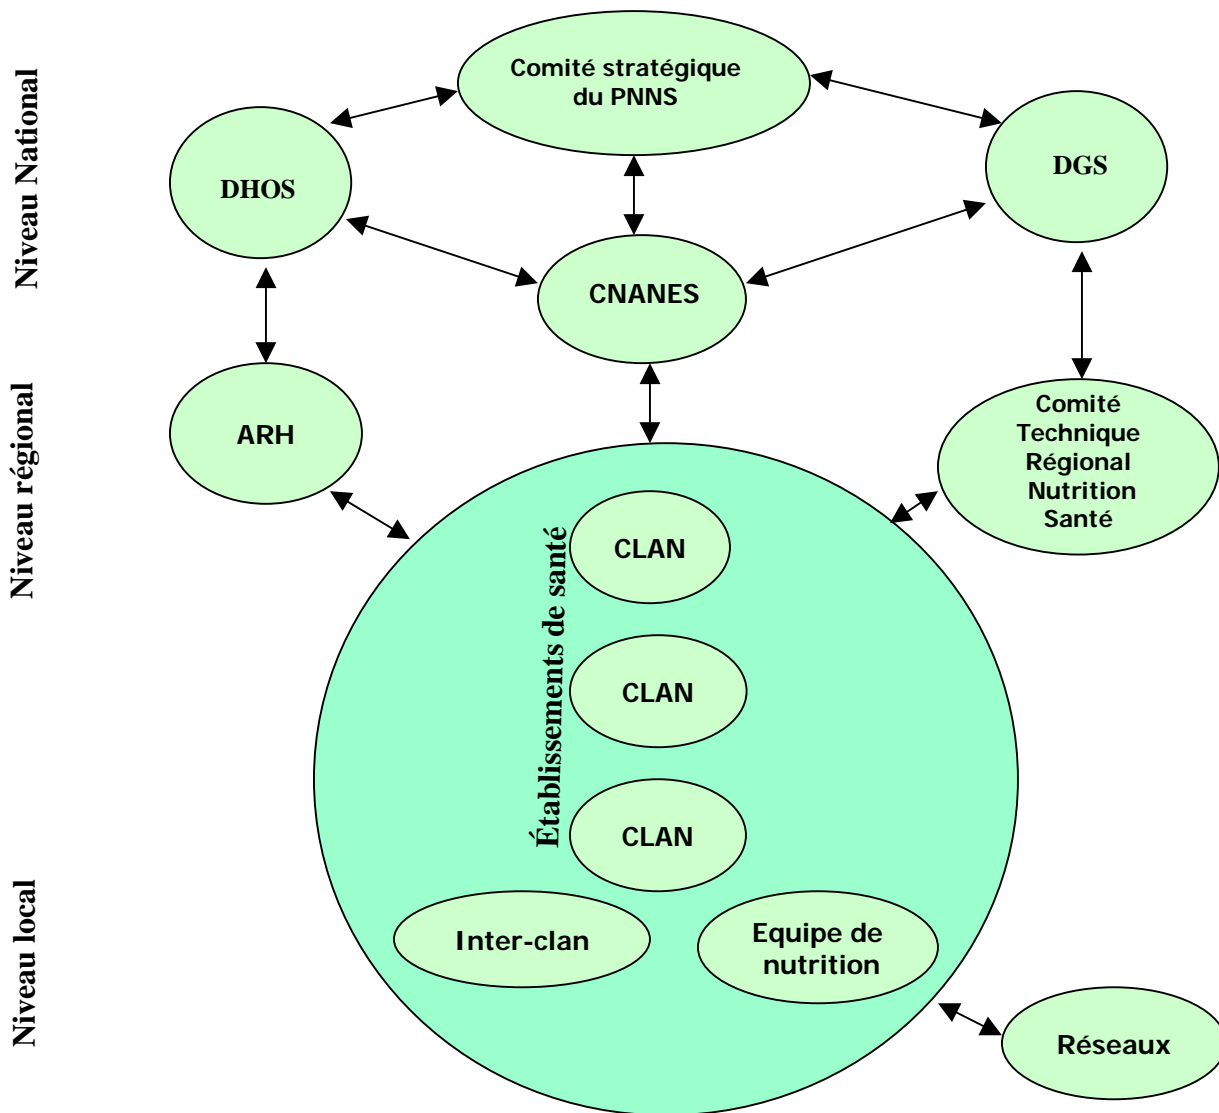 Niveau National
Comité stratégique
du PNNS
DHOS
DGS
CNANES
Niveau régional
ARH
Comité
Technique
Régional
Nutrition
Santé
Établissements de santé
CLAN
CLAN
CLAN
Niveau local
Inter-clan
Equipe de
nutrition
Réseaux